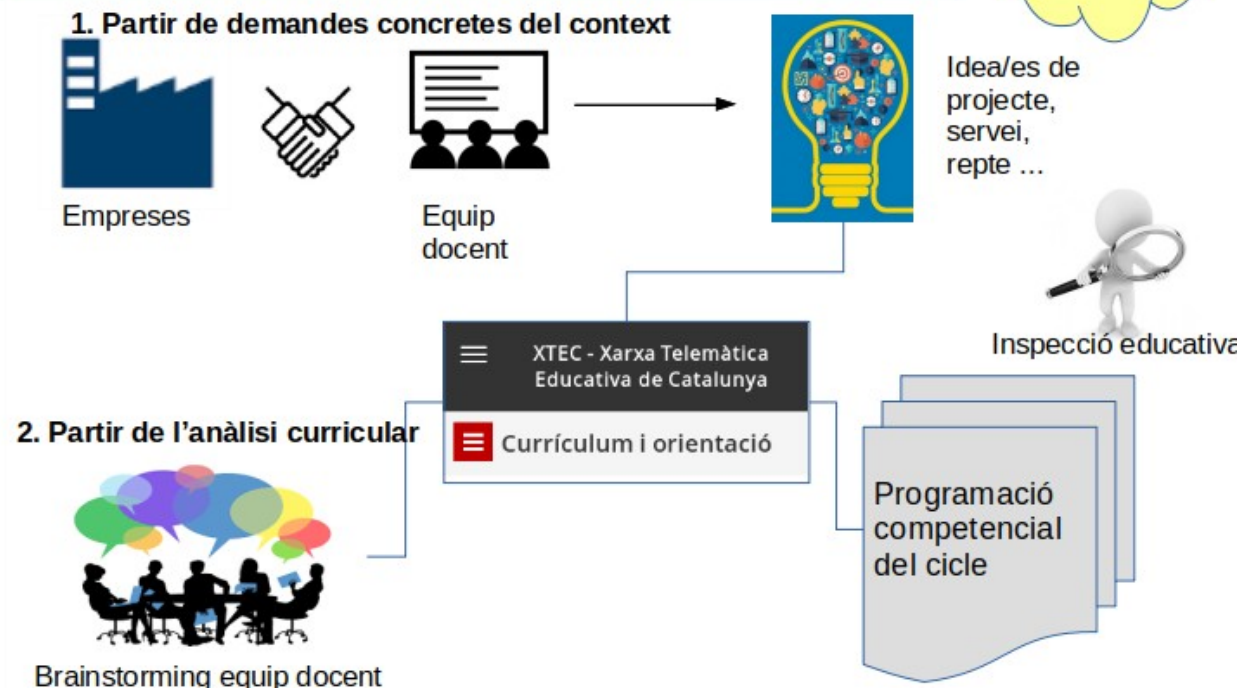 1. Partir de demandes concretes del context
Empreses
Equip
docent
Idea/es de
projecte,
servei,
repte ...
Inspecció educativa
XTEC - Xarxa Telemàtica
Educativa de Catalunya
Currículum i orientació
2. Partir de l’anàlisi curricular
Brainstorming equip docent
Programació
competencial
del cicle